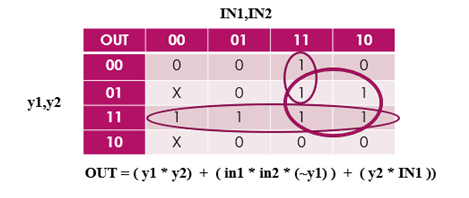 IN1,IN2
OUT 00 01 11 10
00 0 0 1 0
01 X 0 1 1
y1,y2
11 1 1 1 1
10 X 0 0 0
OUT = ( y1 * y2) + ( in1 * in2 * (~y1) ) + ( y2 * IN1 ))